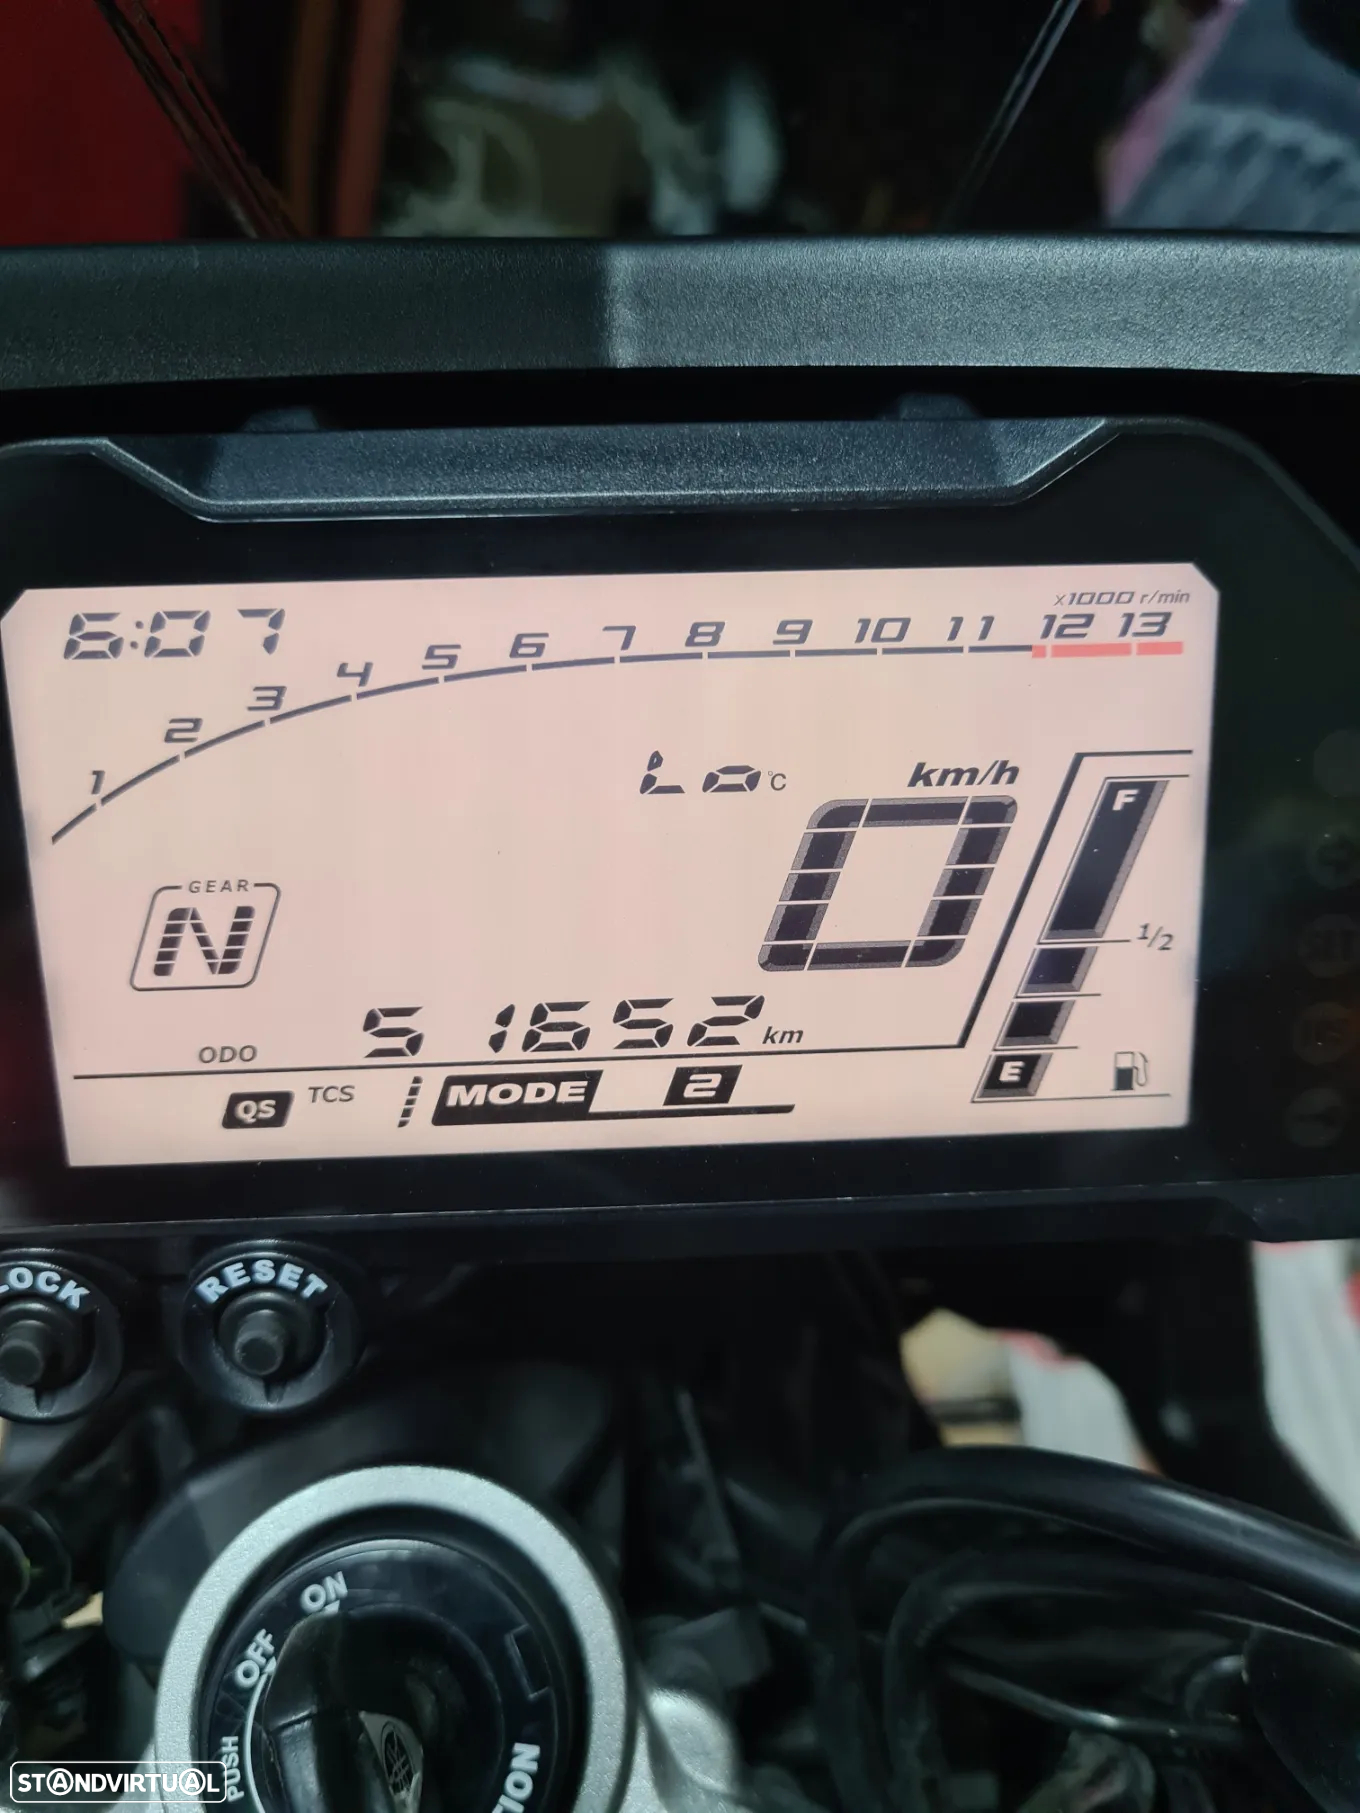 6:07
x1000 r/min
1 2 3 4 5 6 7 8 9 10 11 12 13
Lo °C
km/h
0
F
1/2
E
GEAR
N
ODO 51652 km
QS TCS 1 MODE 2
LOCK
RESET
ON
OFF
PUSH
STANDVIRTUAL